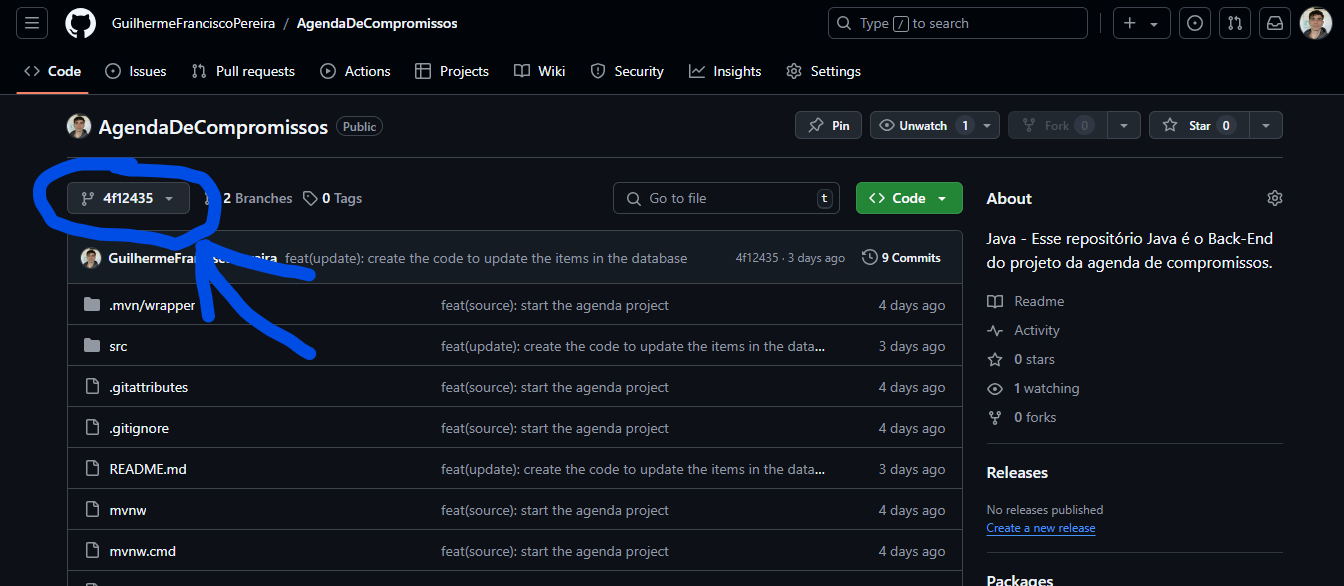 GuilhermeFranciscoPereira / AgendaDeCompromissos
Type / to search
Code Issues Pull requests Actions Projects Wiki Security Insights Settings
AgendaDeCompromissos Public
Pin Unwatch 1 Fork 0 Star 0
4f12435 2 Branches 0 Tags Go to file t Code
GuilhermeFranciscoPereira feat(update): create the code to update the items in the database 4f12435 · 3 days ago 9 Commits
.mvn/wrapper feat(source): start the agenda project 4 days ago
src feat(update): create the code to update the items in the data... 3 days ago
.gitattributes feat(source): start the agenda project 4 days ago
.gitignore feat(source): start the agenda project 4 days ago
README.md feat(update): create the code to update the items in the data... 3 days ago
mvnw feat(source): start the agenda project 4 days ago
mvnw.cmd feat(source): start the agenda project 4 days ago
About
Java - Esse repositório Java é o Back-End
do projeto da agenda de compromissos.
Readme
Activity
0 stars
1 watching
0 forks
Releases
No releases published
Create a new release
Packages